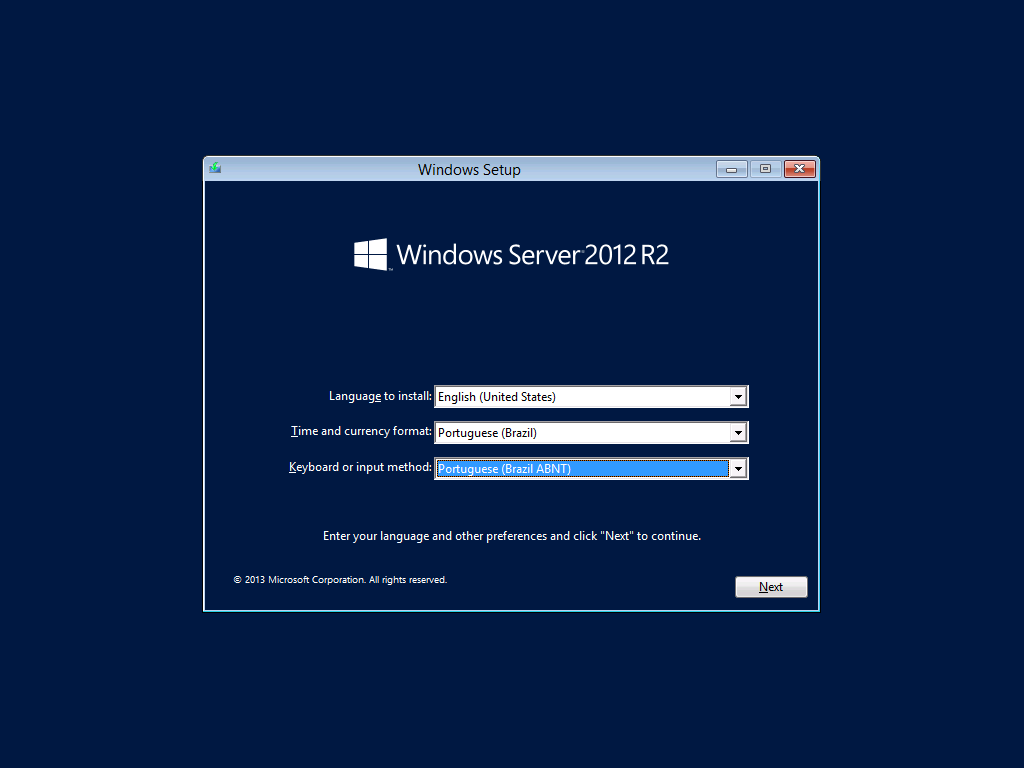 Windows Setup
Windows Server 2012 R2
Language to install: English (United States)
Time and currency format: Portuguese (Brazil)
Keyboard or input method: Portuguese (Brazil ABNT)
Enter your language and other preferences and click "Next" to continue.
© 2013 Microsoft Corporation. All rights reserved.
Next